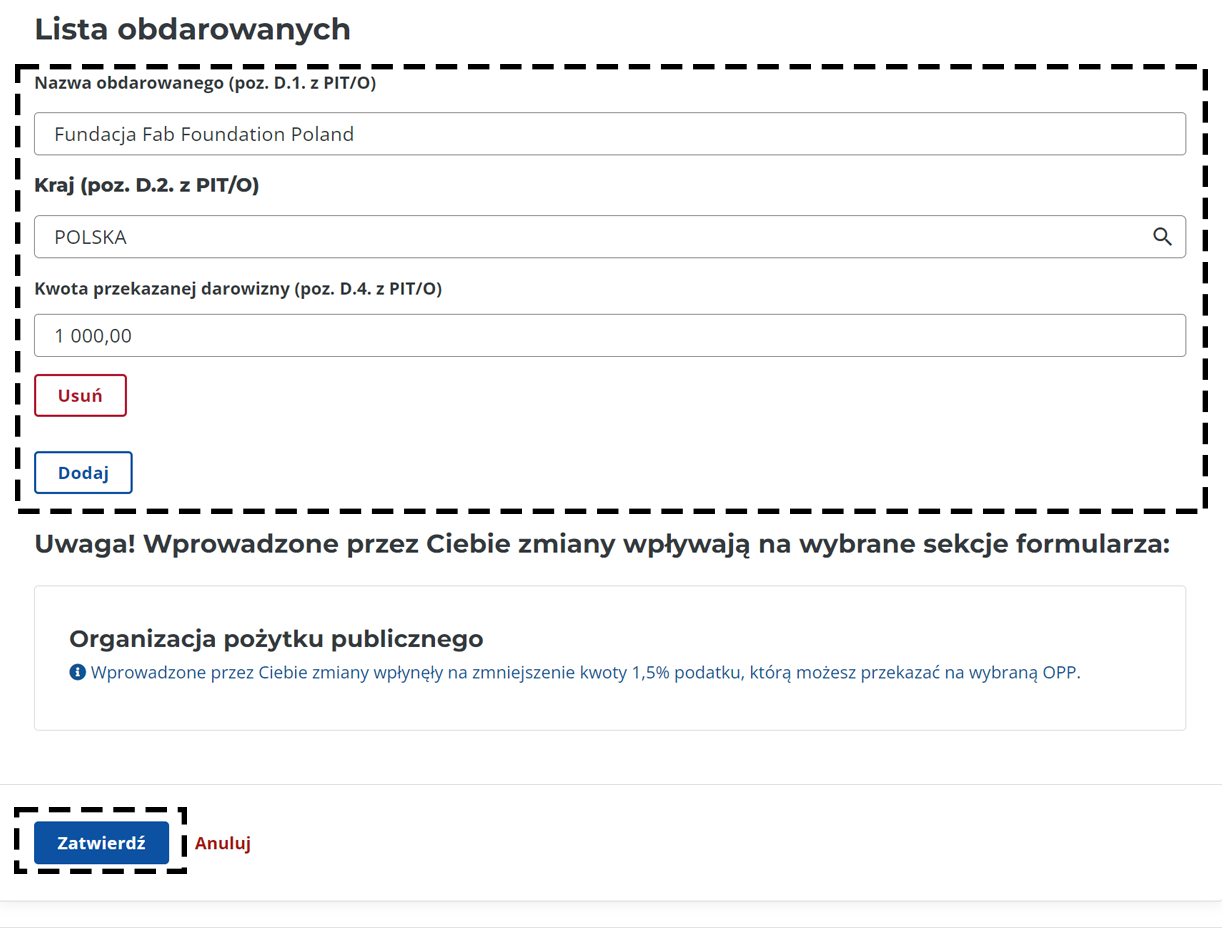 Lista obdarowanych
Nazwa obdarowanego (poz. D.1. z PIT/O)
Fundacja Fab Foundation Poland
Kraj (poz. D.2. z PIT/O)
POLSKA
Kwota przekazanej darowizny (poz. D.4. z PIT/O)
1 000,00
Usuń
Dodaj
Uwaga! Wprowadzone przez Ciebie zmiany wpływają na wybrane sekcje formularza:
Organizacja pożytku publicznego
Wprowadzone przez Ciebie zmiany wpłynęły na zmniejszenie kwoty 1,5% podatku, którą możesz przekazać na wybraną OPP.
Zatwierdź Anuluj